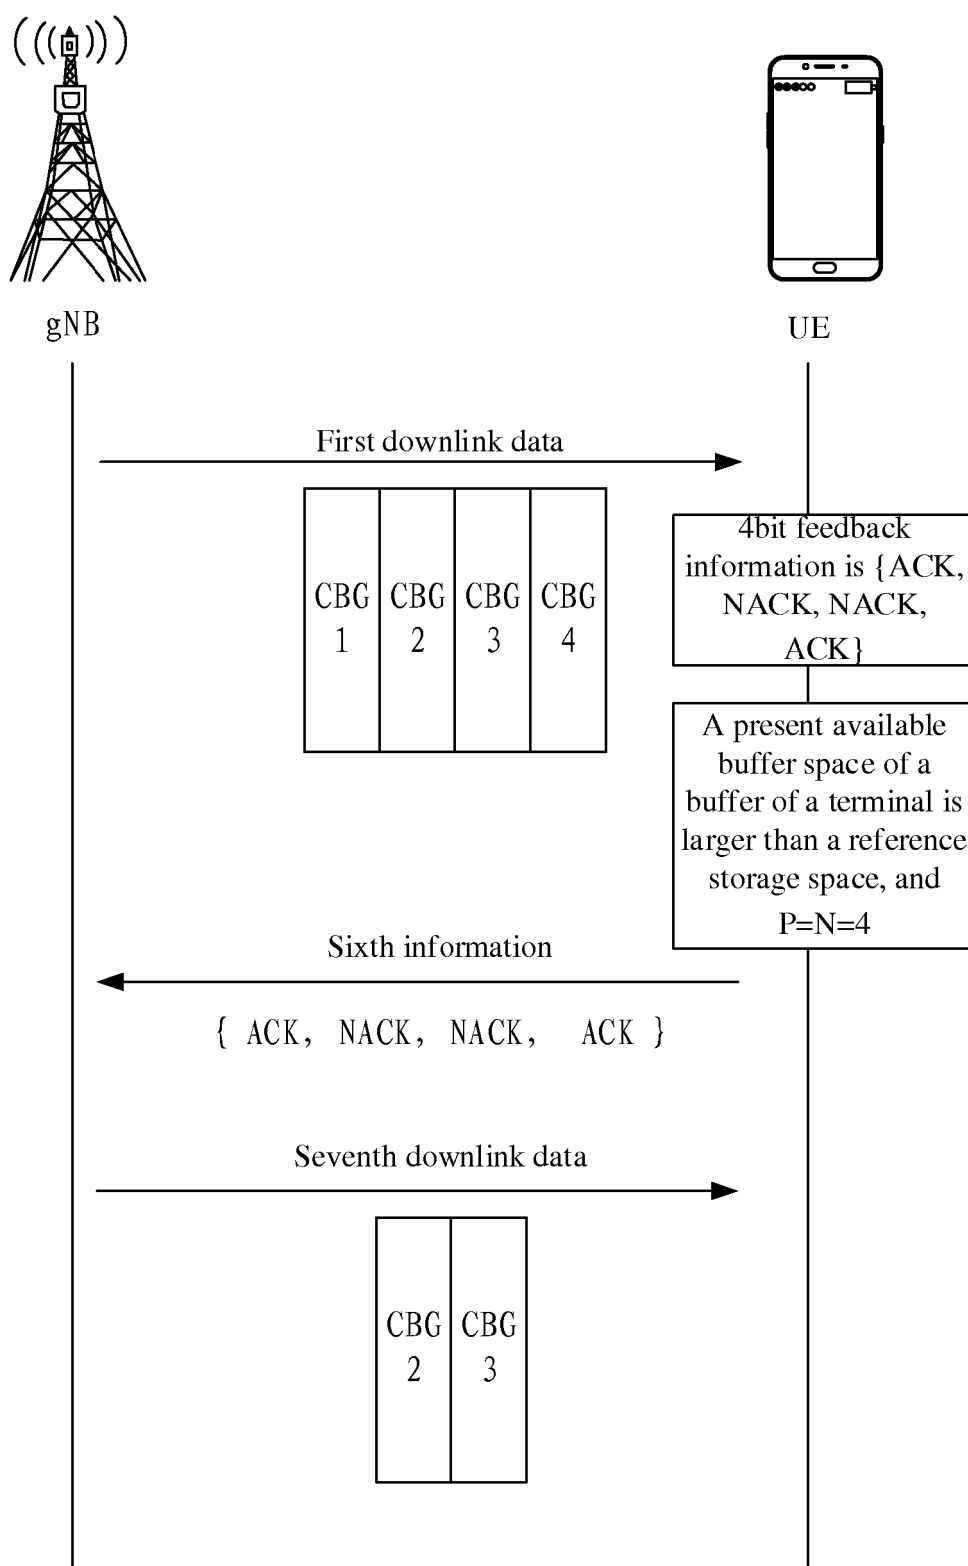 gNB
UE
First downlink data
CBG CBG CBG CBG
1 2 3 4
4bit feedback
information is {ACK,
NACK, NACK,
ACK}
A present available
buffer space of a
buffer of a terminal is
larger than a reference
storage space, and
P=N=4
Sixth information
{ ACK, NACK, NACK, ACK }
Seventh downlink data
CBG CBG
2 3